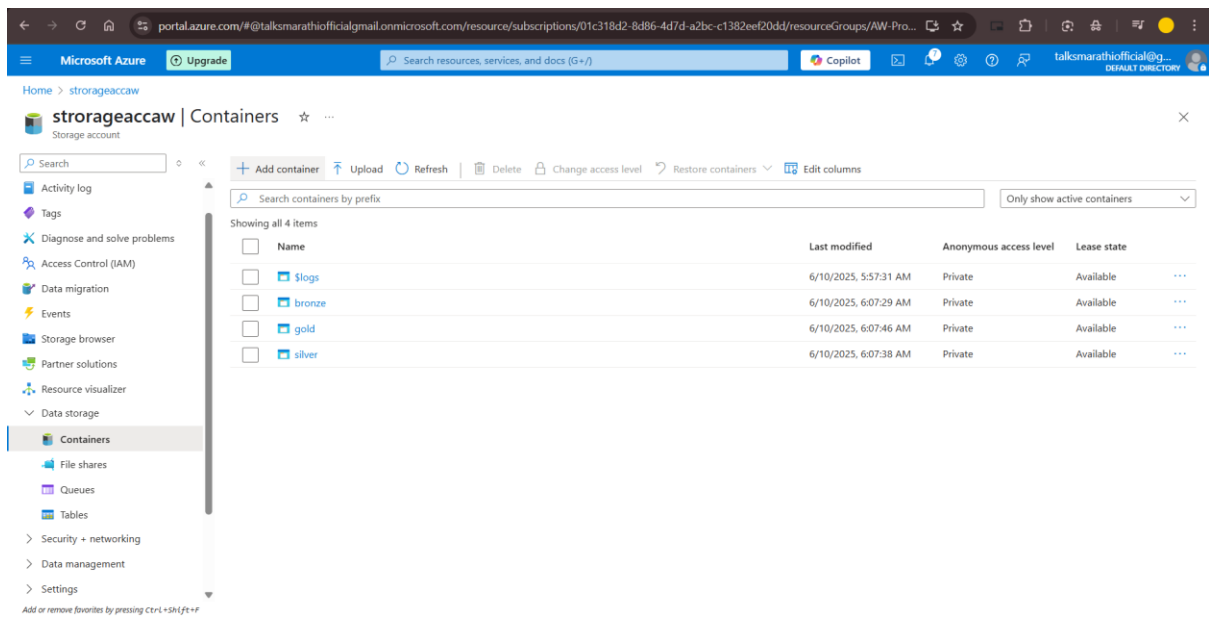 portal.azure.com/#@talksmarathiofficialgmail.onmicrosoft.com/resource/subscriptions/01c318d2-8d86-4d7d-a2bc-c1382eef20dd/resourceGroups/AW-Pro...
Microsoft Azure
Upgrade
Search resources, services, and docs (G+/)
Copilot
7
talksmarathiofficial@g...
DEFAULT DIRECTORY
Home > strorageaccaw
strorageaccaw | Containers
Storage account
Search
Activity log
Tags
Diagnose and solve problems
Access Control (IAM)
Data migration
Events
Storage browser
Partner solutions
Resource visualizer
Data storage
Containers
File shares
Queues
Tables
Security + networking
Data management
Settings
Add or remove favorites by pressing Ctrl+Shift+F
Add container Upload Refresh Delete Change access level Restore containers Edit columns
Search containers by prefix
Only show active containers
Showing all 4 items
Name Last modified Anonymous access level Lease state
$logs 6/10/2025, 5:57:31 AM Private Available ...
bronze 6/10/2025, 6:07:29 AM Private Available ...
gold 6/10/2025, 6:07:46 AM Private Available ...
silver 6/10/2025, 6:07:38 AM Private Available ...